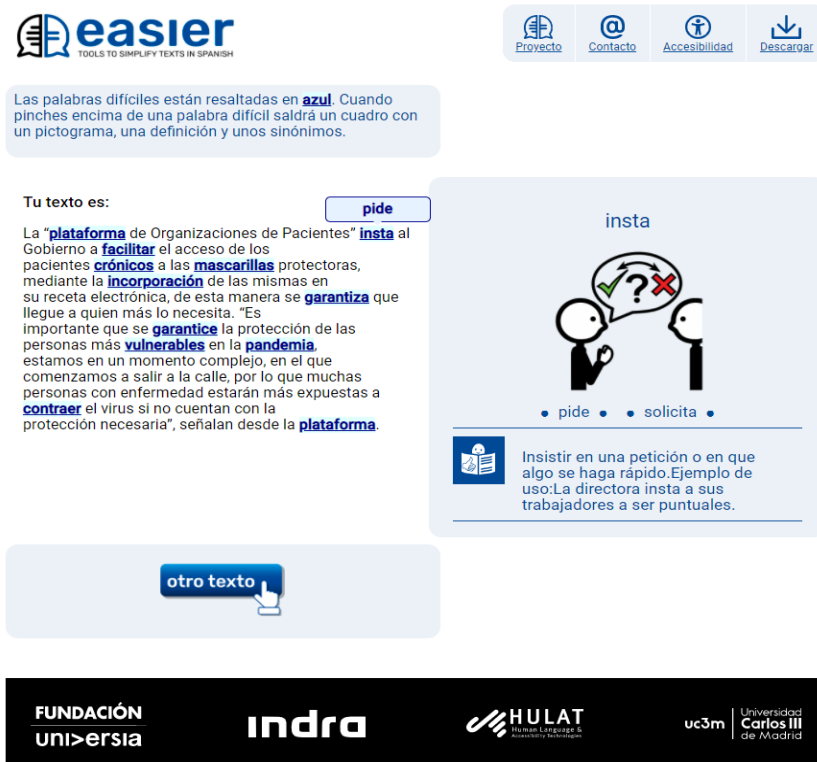 easier
TOOLS TO SIMPLIFY TEXTS IN SPANISH
Proyecto
Contacto
Accesibilidad
Descargar
Las palabras difíciles están resaltadas en azul. Cuando
pinches encima de una palabra difícil saldrá un cuadro con
un pictograma, una definición y unos sinónimos.
Tu texto es:
pide
La “plataforma de Organizaciones de Pacientes” insta al
Gobierno a facilitar el acceso de los
pacientes crónicos a las mascarillas protectoras,
mediante la incorporación de las mismas en
su receta electrónica, de esta manera se garantiza que
llegue a quien más lo necesita. “Es
importante que se garantice la protección de las
personas más vulnerables en la pandemia,
estamos en un momento complejo, en el que
comenzamos a salir a la calle, por lo que muchas
personas con enfermedad estarán más expuestas a
contraer el virus si no cuentan con la
protección necesaria”, señalan desde la plataforma.
insta
?
• pide • • solicita •
Insistir en una petición o en que
algo se haga rápido.Ejemplo de
uso:La directora insta a sus
trabajadores a ser puntuales.
otro texto
FUNDACIÓN
uni>ersia
indra
HULAT
Human Language &
Accessibility Technologies
uc3m
Universidad
Carlos III
de Madrid